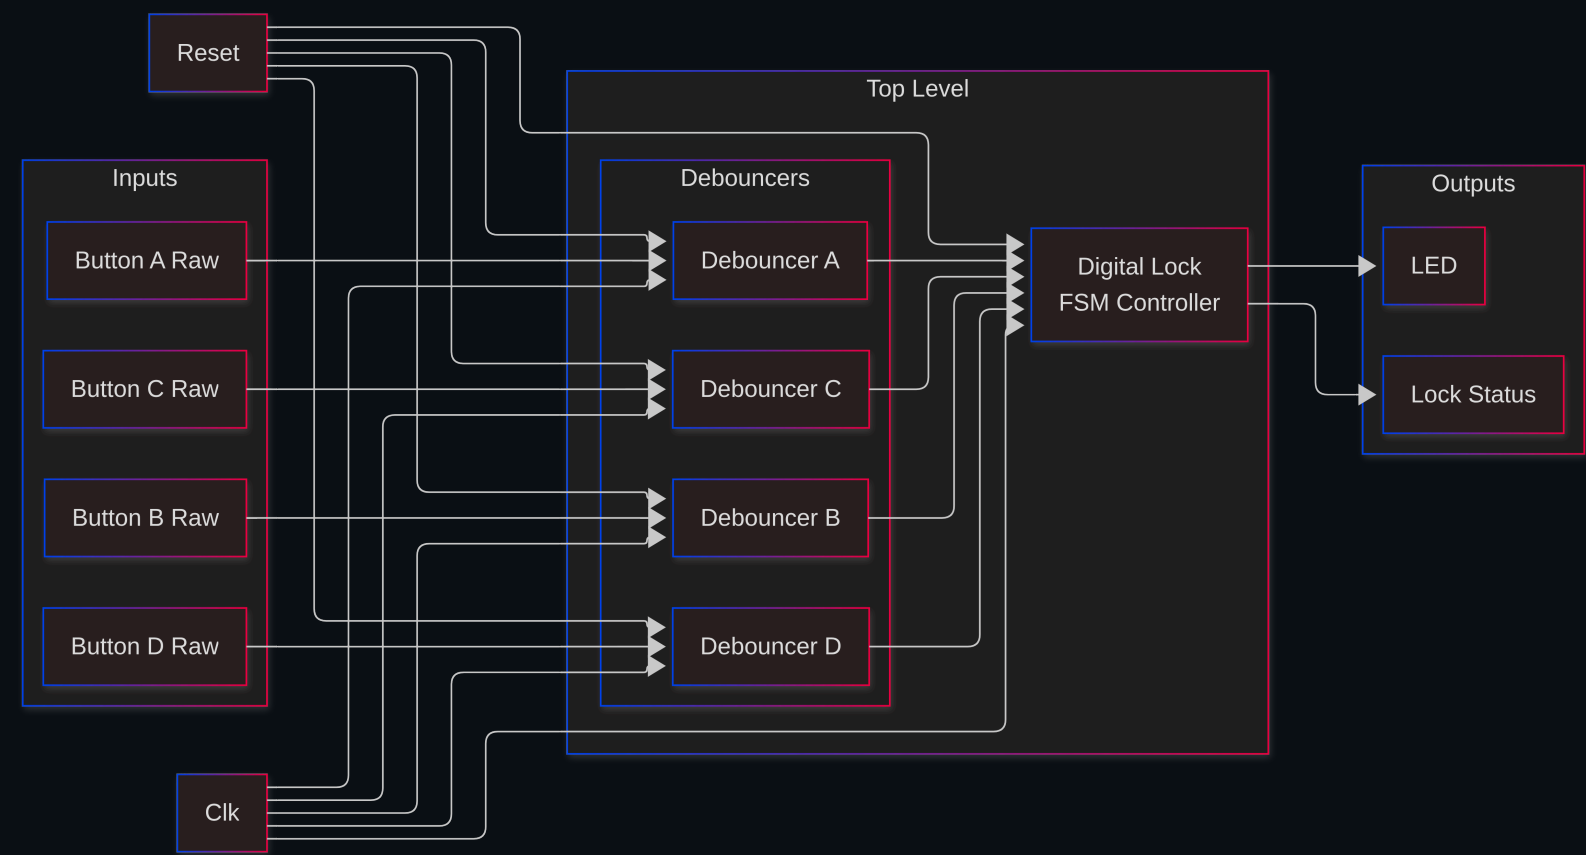 Reset
Top Level
Inputs
Debouncers
Outputs
Button A Raw
Debouncer A
Digital Lock
FSM Controller
LED
Button C Raw
Debouncer C
Lock Status
Button B Raw
Debouncer B
Button D Raw
Debouncer D
Clk